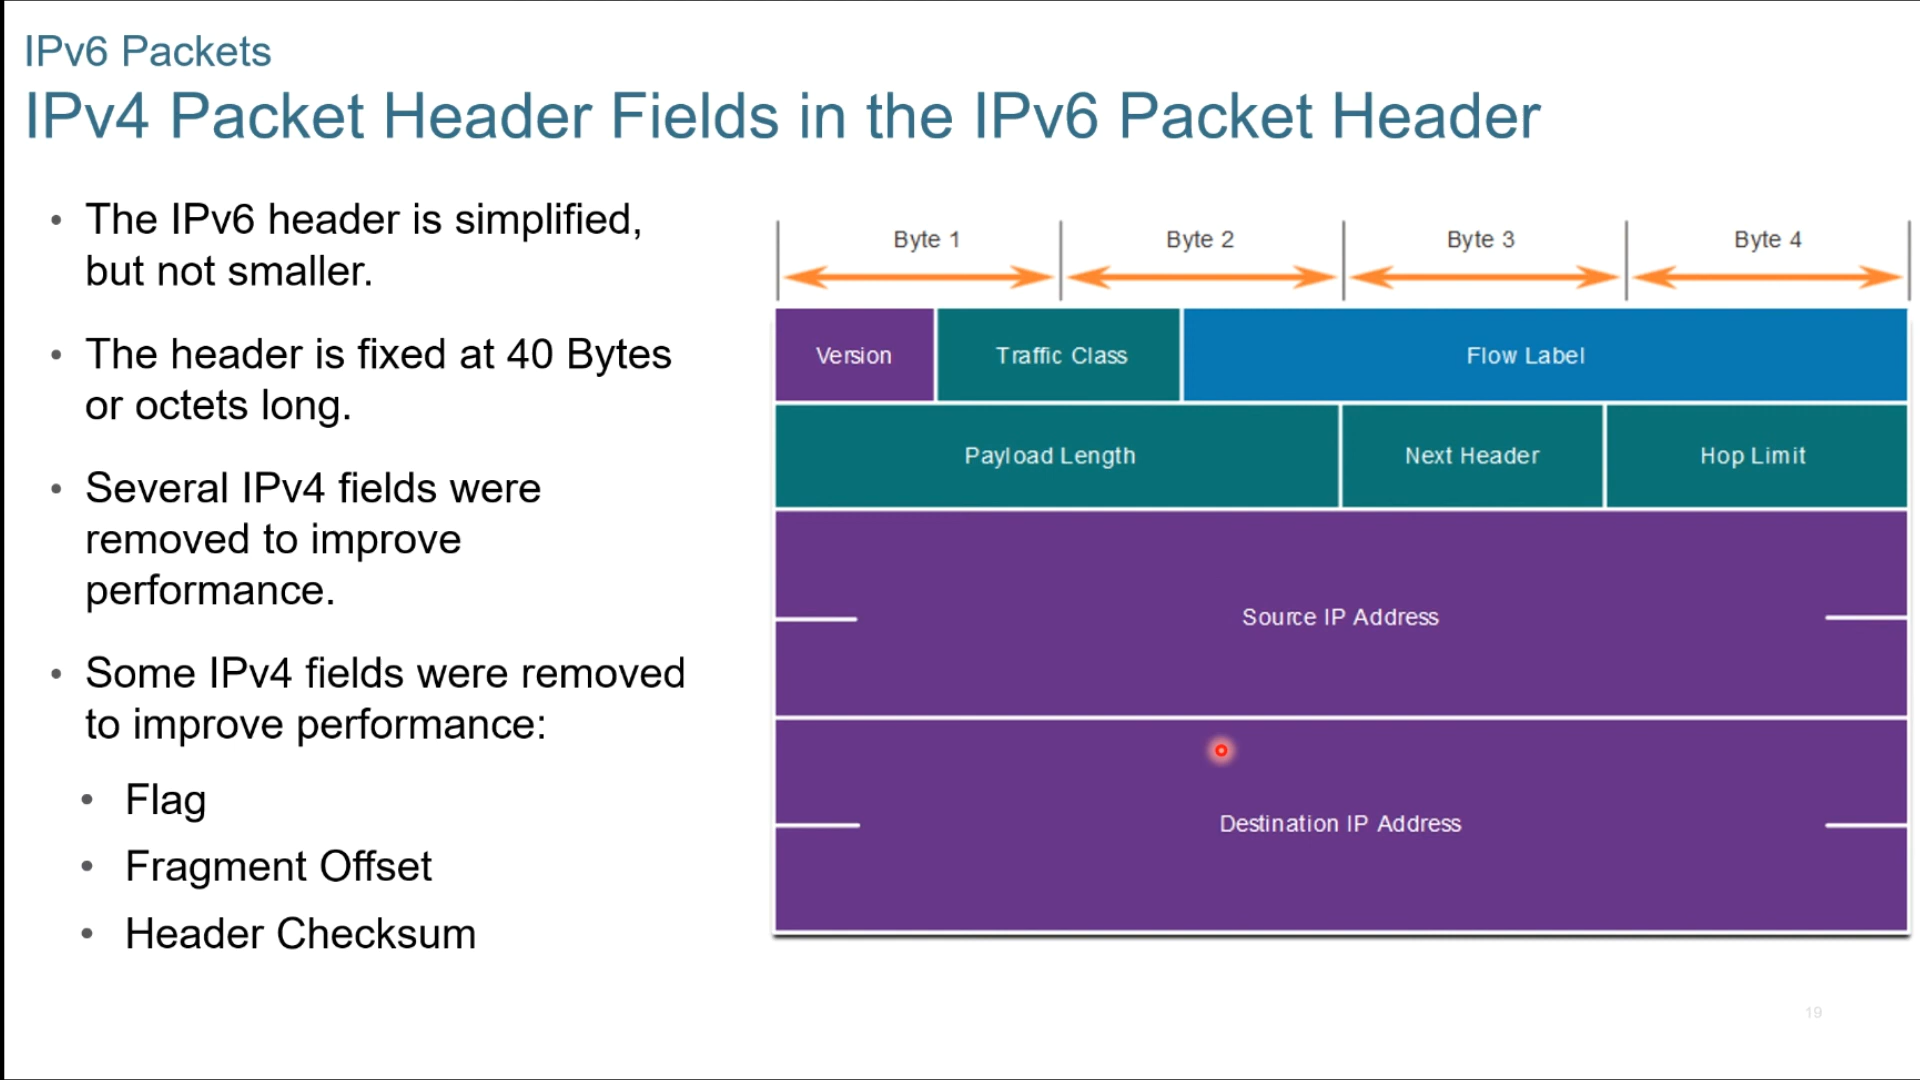 IPv6 Packets
IPv4 Packet Header Fields in the IPv6 Packet Header
• The IPv6 header is simplified,
but not smaller.
• The header is fixed at 40 Bytes
or octets long.
• Several IPv4 fields were
removed to improve
performance.
• Some IPv4 fields were removed
to improve performance:
• Flag
• Fragment Offset
• Header Checksum
Byte 1 Byte 2 Byte 3 Byte 4
Version Traffic Class Flow Label
Payload Length Next Header Hop Limit
Source IP Address
Destination IP Address
19